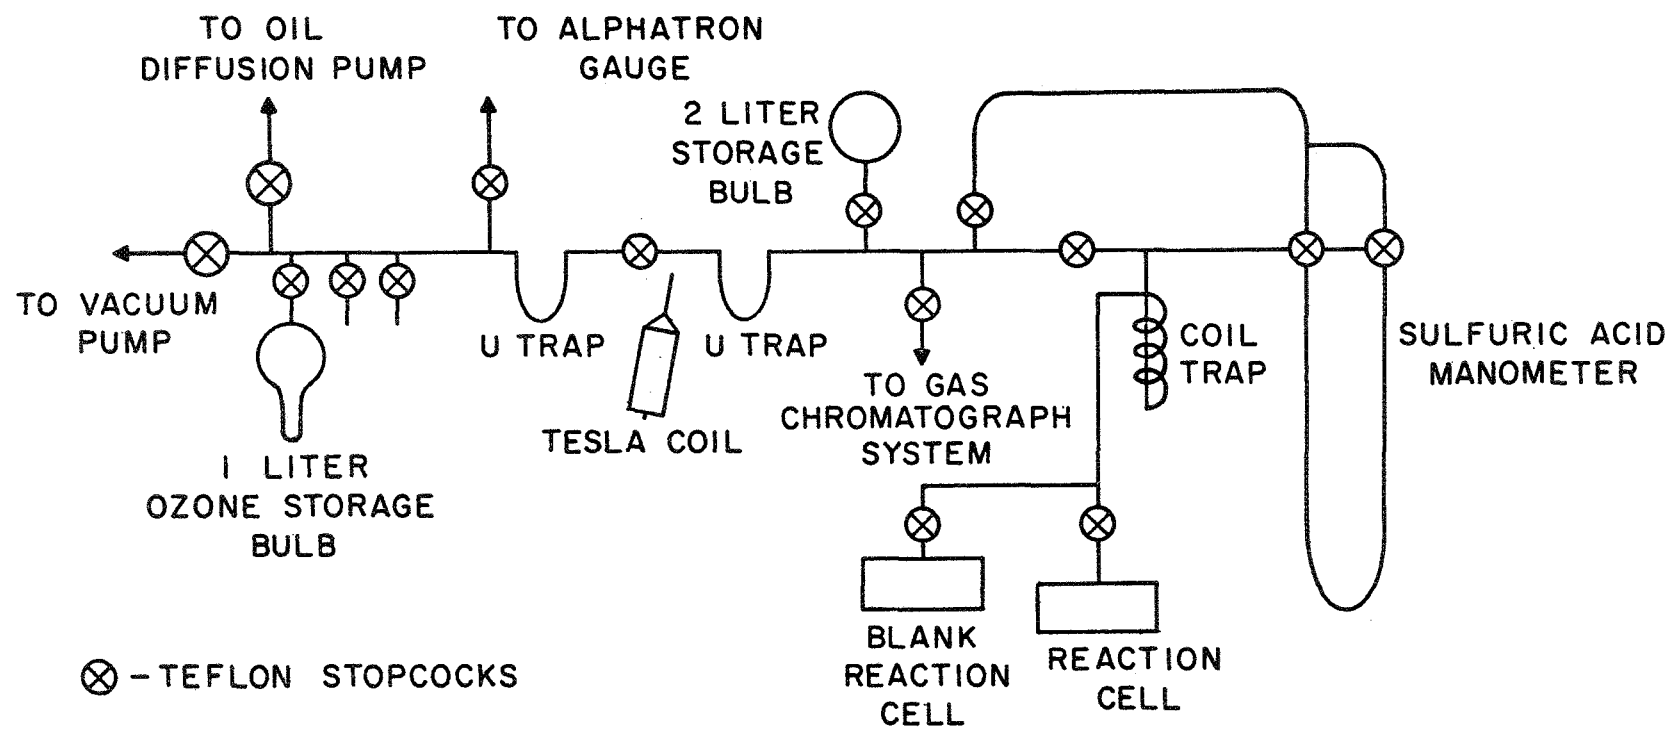 TO OIL
DIFFUSION PUMP
TO ALPHATRON
GAUGE
2 LITER
STORAGE
BULB
TO VACUUM
PUMP
U TRAP
U TRAP
TESLA COIL
TO GAS
CHROMATOGRAPH
SYSTEM
COIL
TRAP
SULFURIC ACID
MANOMETER
1 LITER
OZONE STORAGE
BULB
BLANK
REACTION
CELL
REACTION
CELL
- TEFLON STOPCOCKS